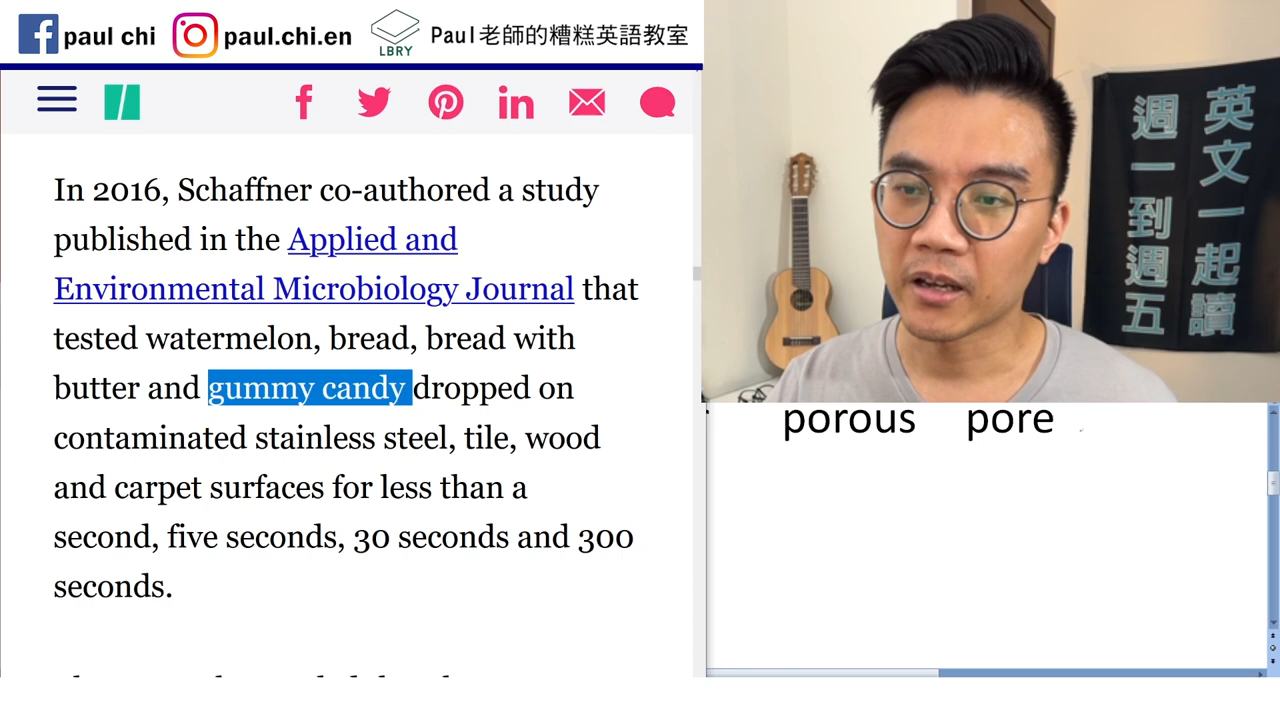 paul chi
paul.chi.en
LBRY
Paul老師的糟糕英語教室
In 2016, Schaffner co-authored a study
published in the Applied and
Environmental Microbiology Journal that
tested watermelon, bread, bread with
butter and gummy candy dropped on
contaminated stainless steel, tile, wood
and carpet surfaces for less than a
second, five seconds, 30 seconds and 300
seconds.
英文一起讀
週一到週五
porous pore